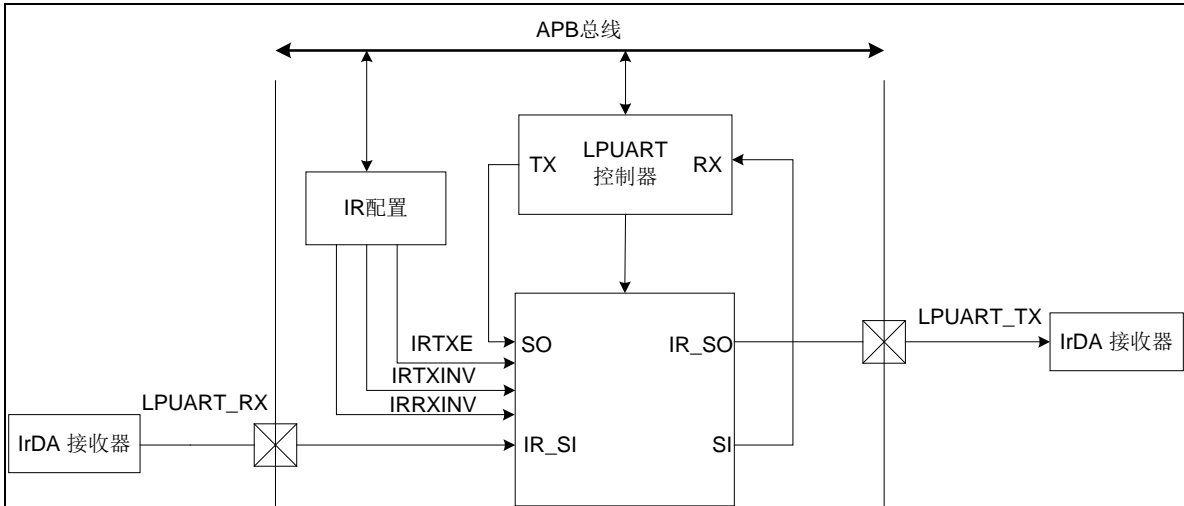 APB总线
TX
LPUART
控制器
RX
IR配置
IRTXE
IRTXINV
IRRXINV
SO
IR_SO
LPUART_TX
IrDA 接收器
LPUART_RX
IrDA 接收器
IR_SI
SI